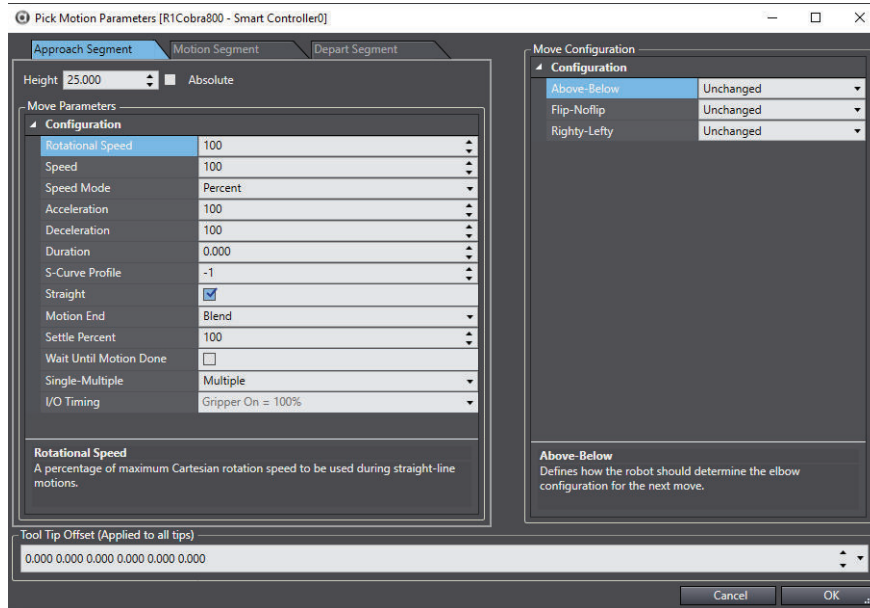 Pick Motion Parameters [R1Cobra800 - Smart Controller0]
Approach Segment
Motion Segment
Depart Segment
Height 25.000 Absolute
Move Parameters
Configuration
Rotational Speed 100
Speed 100
Speed Mode Percent
Acceleration 100
Deceleration 100
Duration 0.000
S-Curve Profile -1
Straight
Motion End Blend
Settle Percent 100
Wait Until Motion Done
Single-Multiple Multiple
I/O Timing Gripper On = 100%
Rotational Speed
A percentage of maximum Cartesian rotation speed to be used during straight-line
motions.
Move Configuration
Configuration
Above-Below Unchanged
Flip-Noflip Unchanged
Righty-Lefty Unchanged
Above-Below
Defines how the robot should determine the elbow
configuration for the next move.
Tool Tip Offset (Applied to all tips)
0.000 0.000 0.000 0.000 0.000 0.000
Cancel
OK